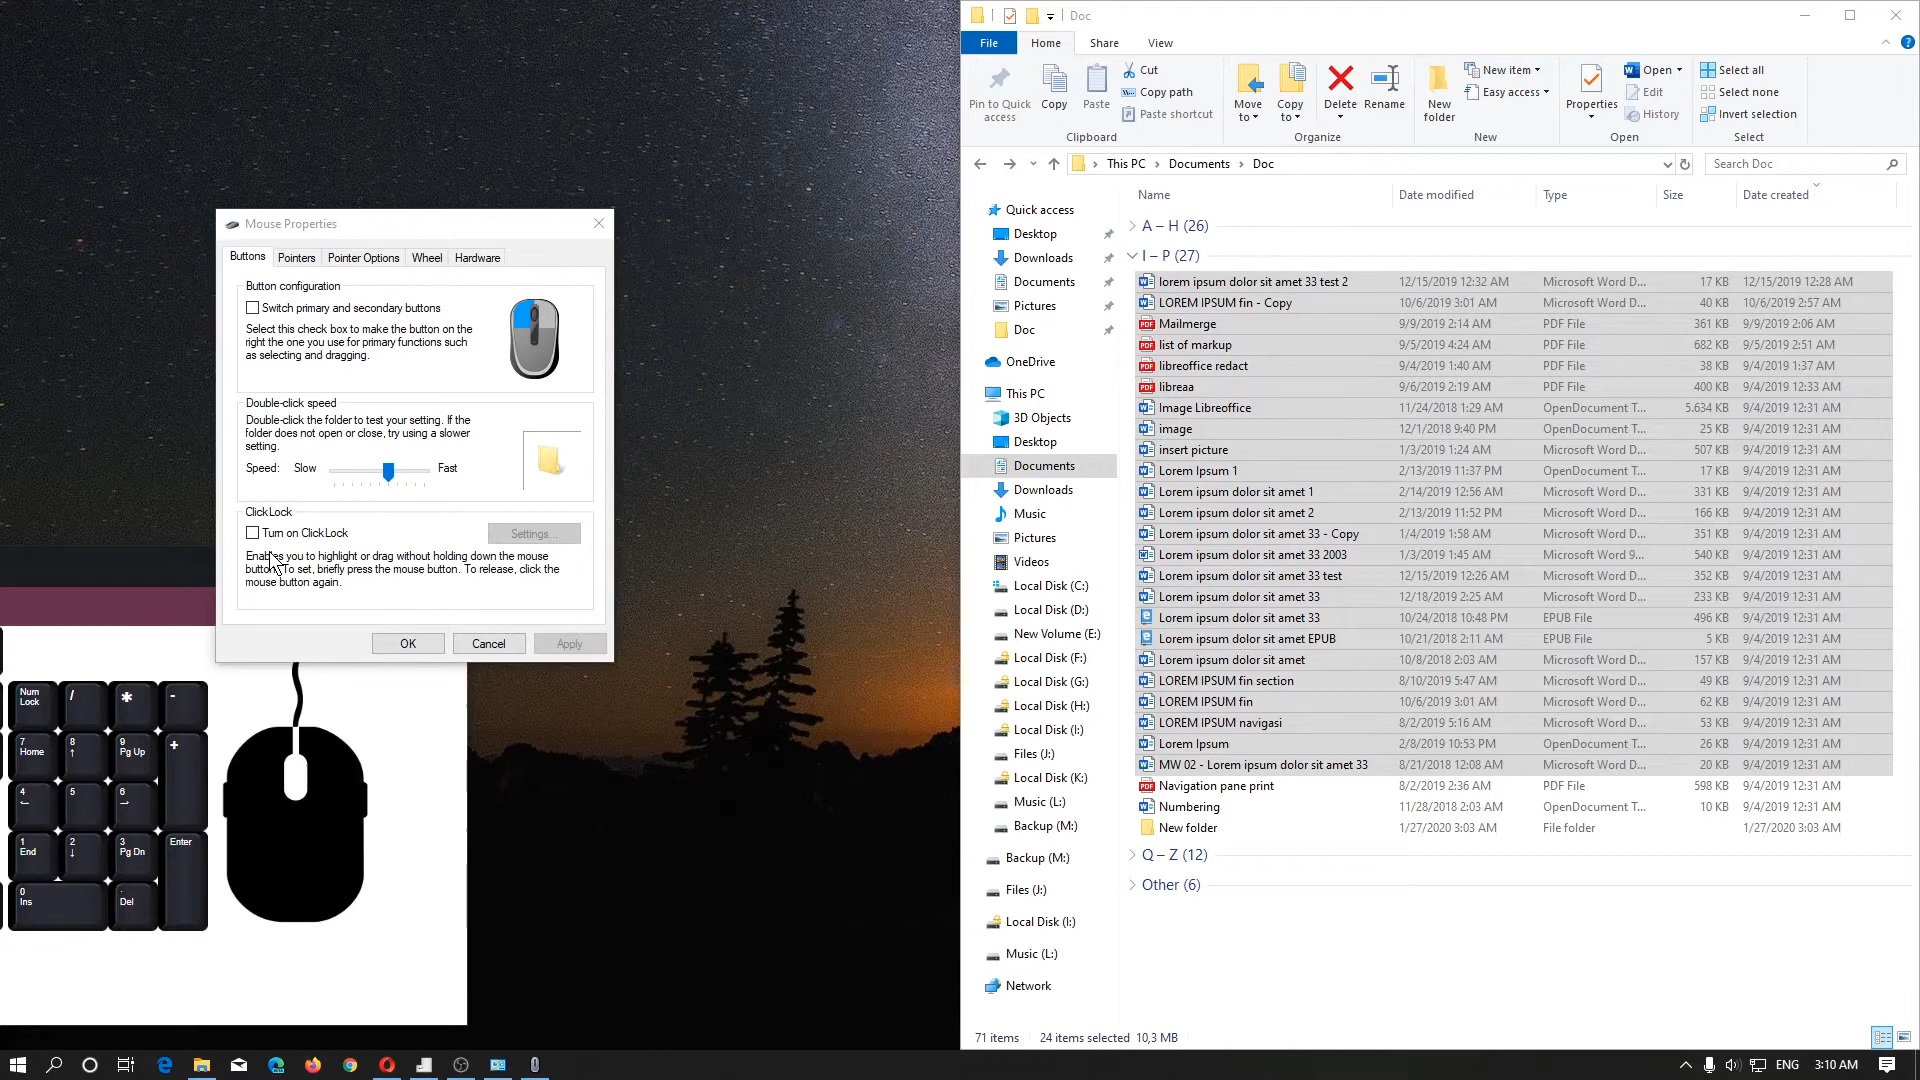 Doc
File
Home
Share
View
Pin to Quick access
Copy
Paste
Cut
Copy path
Paste shortcut
Clipboard
Move to
Copy to
Delete
Rename
Organize
New folder
New item
Easy access
New
Properties
Open
Edit
History
Open
Select all
Select none
Invert selection
Select
This PC
Documents
Doc
Search Doc
Name Date modified Type Size Date created
Quick access
Desktop
Downloads
Documents
Pictures
Doc
OneDrive
This PC
3D Objects
Desktop
Documents
Downloads
Music
Pictures
Videos
Local Disk (C:)
Local Disk (D:)
New Volume (E:)
Local Disk (F:)
Local Disk (G:)
Local Disk (H:)
Local Disk (I:)
Files (J:)
Local Disk (K:)
Music (L:)
Backup (M:)
Backup (M:)
Files (J:)
Local Disk (I:)
Music (L:)
Network
A – H (26)
I – P (27)
lorem ipsum dolor sit amet 33 test 2 12/15/2019 12:32 AM Microsoft Word D... 17 KB 12/15/2019 12:28 AM
LOREM IPSUM fin - Copy 10/6/2019 3:01 AM Microsoft Word D... 40 KB 10/6/2019 2:57 AM
Mailmerge 9/9/2019 2:14 AM PDF File 361 KB 9/9/2019 2:06 AM
list of markup 9/5/2019 4:24 AM PDF File 682 KB 9/5/2019 2:51 AM
libreoffice redact 9/4/2019 1:40 AM PDF File 38 KB 9/4/2019 1:37 AM
libreaa 9/6/2019 2:19 AM PDF File 400 KB 9/4/2019 12:33 AM
Image Libreoffice 11/24/2018 1:29 AM OpenDocument T... 5.634 KB 9/4/2019 12:31 AM
image 12/1/2018 9:40 PM OpenDocument T... 25 KB 9/4/2019 12:31 AM
insert picture 1/3/2019 1:24 AM Microsoft Word D... 507 KB 9/4/2019 12:31 AM
Lorem Ipsum 1 2/13/2019 11:37 PM OpenDocument T... 17 KB 9/4/2019 12:31 AM
Lorem ipsum dolor sit amet 1 2/14/2019 12:56 AM Microsoft Word D... 331 KB 9/4/2019 12:31 AM
Lorem ipsum dolor sit amet 2 2/13/2019 11:52 PM Microsoft Word D... 166 KB 9/4/2019 12:31 AM
Lorem ipsum dolor sit amet 33 - Copy 1/4/2019 1:58 AM Microsoft Word D... 351 KB 9/4/2019 12:31 AM
Lorem ipsum dolor sit amet 33 2003 1/3/2019 1:45 AM Microsoft Word 9... 540 KB 9/4/2019 12:31 AM
Lorem ipsum dolor sit amet 33 test 12/15/2019 12:26 AM Microsoft Word D... 352 KB 9/4/2019 12:31 AM
Lorem ipsum dolor sit amet 33 12/18/2019 2:25 AM Microsoft Word D... 233 KB 9/4/2019 12:31 AM
Lorem ipsum dolor sit amet 33 10/24/2018 10:48 PM EPUB File 496 KB 9/4/2019 12:31 AM
Lorem ipsum dolor sit amet EPUB 10/21/2018 2:11 AM EPUB File 5 KB 9/4/2019 12:31 AM
Lorem ipsum dolor sit amet 10/8/2018 2:03 AM Microsoft Word D... 157 KB 9/4/2019 12:31 AM
LOREM IPSUM fin section 8/10/2019 5:47 AM Microsoft Word D... 49 KB 9/4/2019 12:31 AM
LOREM IPSUM fin 10/6/2019 3:01 AM Microsoft Word D... 62 KB 9/4/2019 12:31 AM
LOREM IPSUM navigasi 8/2/2019 5:16 AM Microsoft Word D... 53 KB 9/4/2019 12:31 AM
Lorem Ipsum 2/8/2019 10:53 PM OpenDocument T... 26 KB 9/4/2019 12:31 AM
MW 02 - Lorem ipsum dolor sit amet 33 8/21/2018 12:08 AM Microsoft Word D... 20 KB 9/4/2019 12:31 AM
Navigation pane print 8/2/2019 2:36 AM PDF File 598 KB 9/4/2019 12:31 AM
Numbering 11/28/2018 2:03 AM OpenDocument T... 10 KB 9/4/2019 12:31 AM
New folder 1/27/2020 3:03 AM File folder 1/27/2020 3:03 AM
Q – Z (12)
Other (6)
71 items 24 items selected 10,3 MB
Mouse Properties
Buttons Pointers Pointer Options Wheel Hardware
Button configuration
Switch primary and secondary buttons
Select this check box to make the button on the
right the one you use for primary functions such
as selecting and dragging.
Double-click speed
Double-click the folder to test your setting. If the
folder does not open or close, try using a slower
setting.
Speed: Slow Fast
ClickLock
Turn on ClickLock
Settings...
Enables you to highlight or drag without holding down the mouse
button. To set, briefly press the mouse button. To release, click the
mouse button again.
OK Cancel Apply
Num Lock / * -
7 Home 8 ↑ 9 Pg Up +
4 ← 5 6 →
1 End 2 ↓ 3 Pg Dn Enter
0 Ins . Del
ENG 3:10 AM